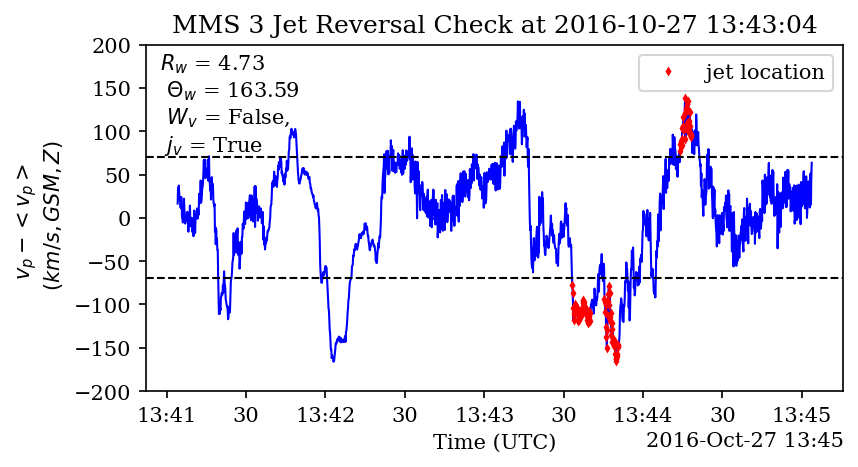 MMS 3 Jet Reversal Check at 2016-10-27 13:43:04
R_w = 4.73
Θ_w = 163.59
W_v = False,
j_v = True
jet location
v_p − < v_p >
(km/s, GSM, Z)
200
150
100
50
0
−50
−100
−150
−200
13:41 30 13:42 30 13:43 30 13:44 30 13:45
Time (UTC)
2016-Oct-27 13:45